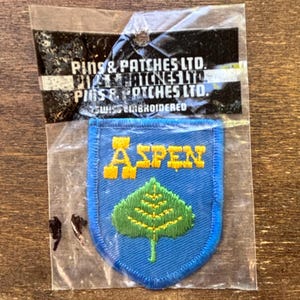 PINS & PATCHES LTD.
PINS & PATCHES LTD.
PINS & PATCHES LTD.
SWISS EMBROIDERED
ASPEN